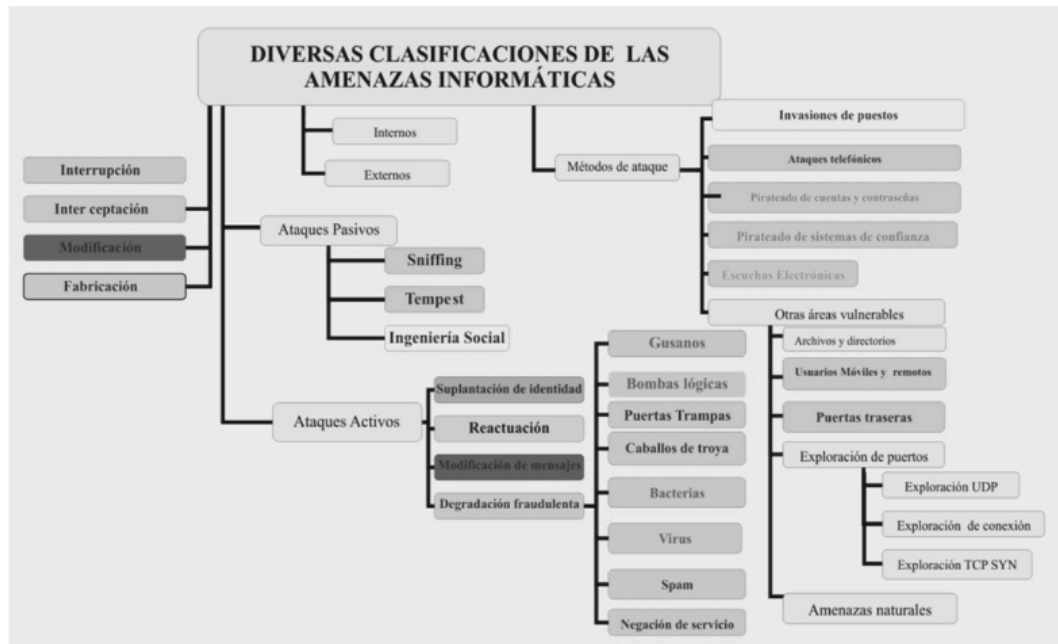 DIVERSAS CLASIFICACIONES DE LAS
AMENAZAS INFORMÁTICAS
Interrupción
Inter ceptación
Modificación
Fabricación
Internos
Externos
Ataques Pasivos
Sniffing
Tempest
Ingeniería Social
Ataques Activos
Suplantación de identidad
Reactuación
Modificación de mensajes
Degradación fraudulenta
Gusanos
Bombas lógicas
Puertas Trampas
Caballos de troya
Bacterias
Virus
Spam
Negación de servicio
Métodos de ataque
Invasiones de puestos
Ataques telefónicos
Pirateado de cuentas y contraseñas
Pirateado de sistemas de confianza
Escuchas Electrónicas
Otras áreas vulnerables
Archivos y directorios
Usuarios Móviles y remotos
Puertas traseras
Exploración de puertos
Exploración UDP
Exploración de conexión
Exploración TCP SYN
Amenazas naturales